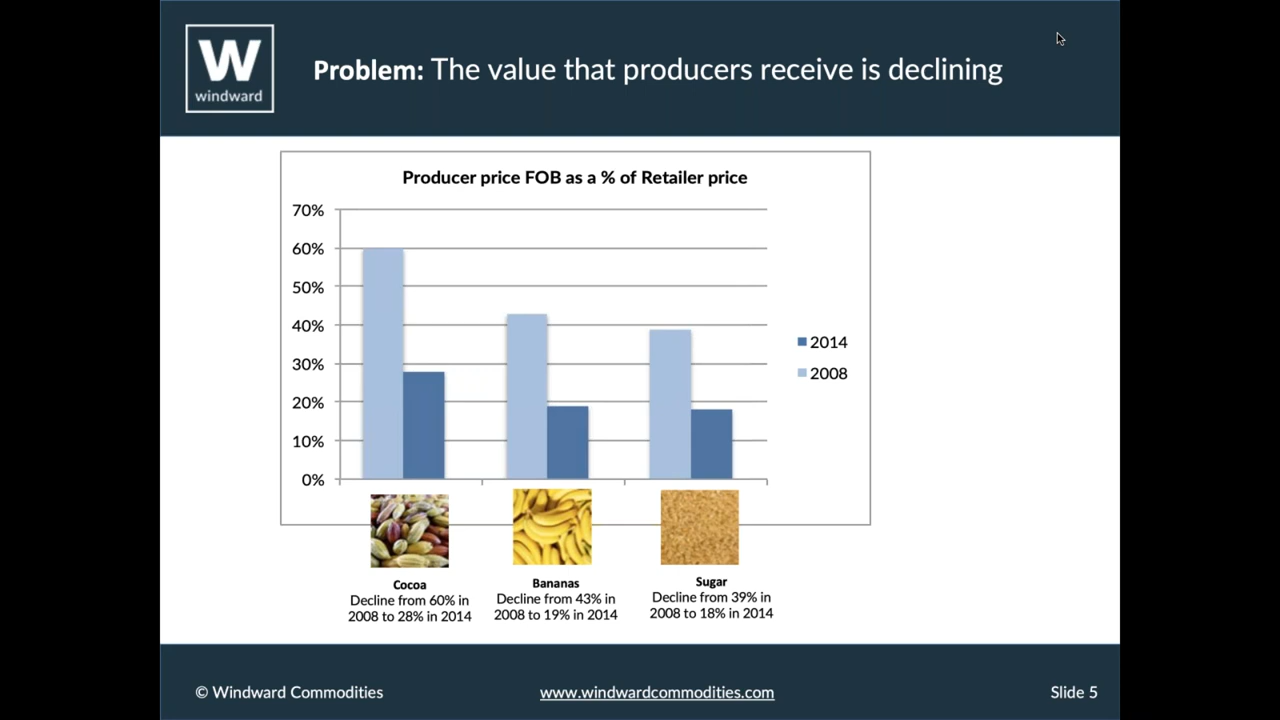 W
windward
Problem: The value that producers receive is declining
Producer price FOB as a % of Retailer price
70%
60%
50%
40%
30%
20%
10%
0%
2014
2008
Cocoa
Decline from 60% in
2008 to 28% in 2014
Bananas
Decline from 43% in
2008 to 19% in 2014
Sugar
Decline from 39% in
2008 to 18% in 2014
© Windward Commodities
www.windwardcommodities.com
Slide 5